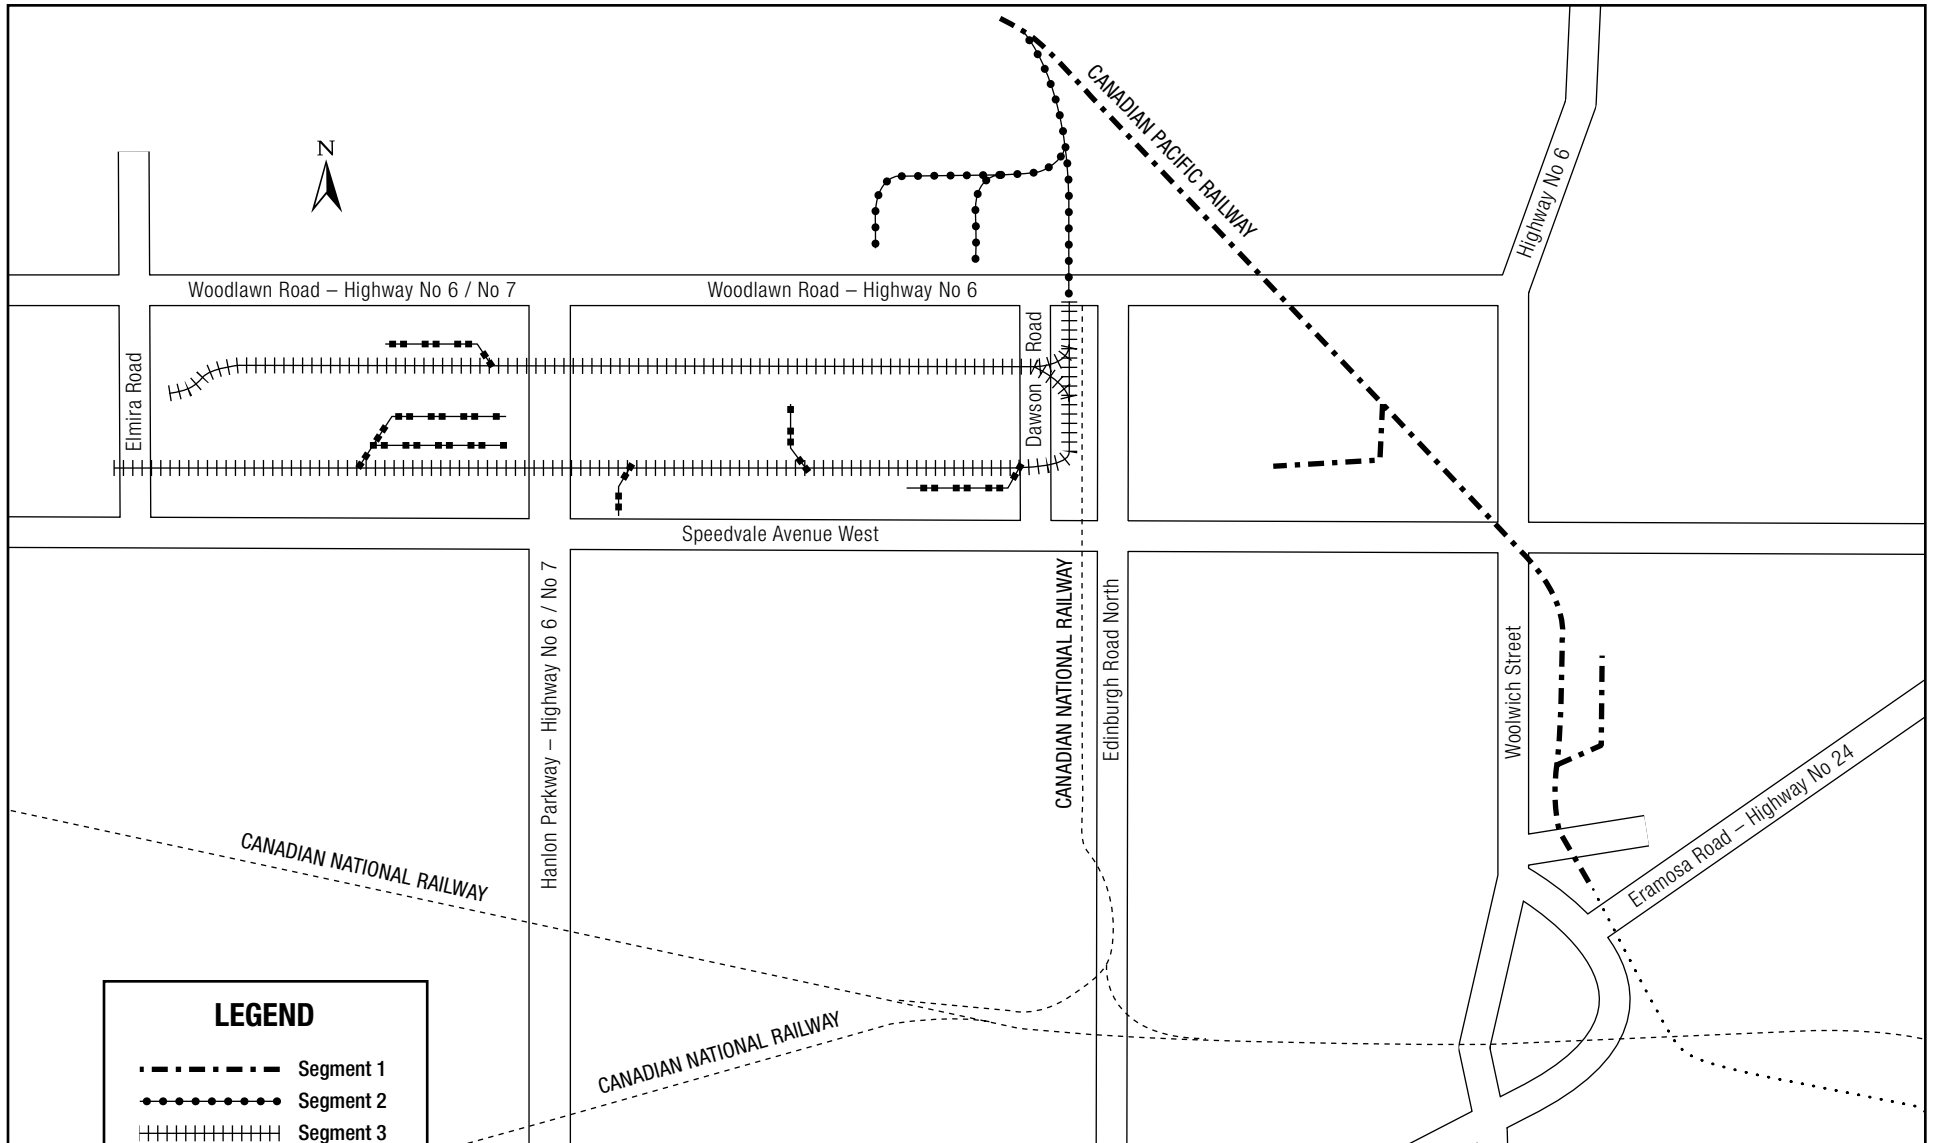 CANADIAN PACIFIC RAILWAY
N
Highway No 6
Woodlawn Road – Highway No 6 / No 7
Woodlawn Road – Highway No 6
Elmira Road
Dawson Road
Speedvale Avenue West
Hanlon Parkway – Highway No 6 / No 7
CANADIAN NATIONAL RAILWAY
Edinburgh Road North
Woolwich Street
Eramosa Road – Highway No 24
CANADIAN NATIONAL RAILWAY
CANADIAN NATIONAL RAILWAY
LEGEND
Segment 1
Segment 2
Segment 3